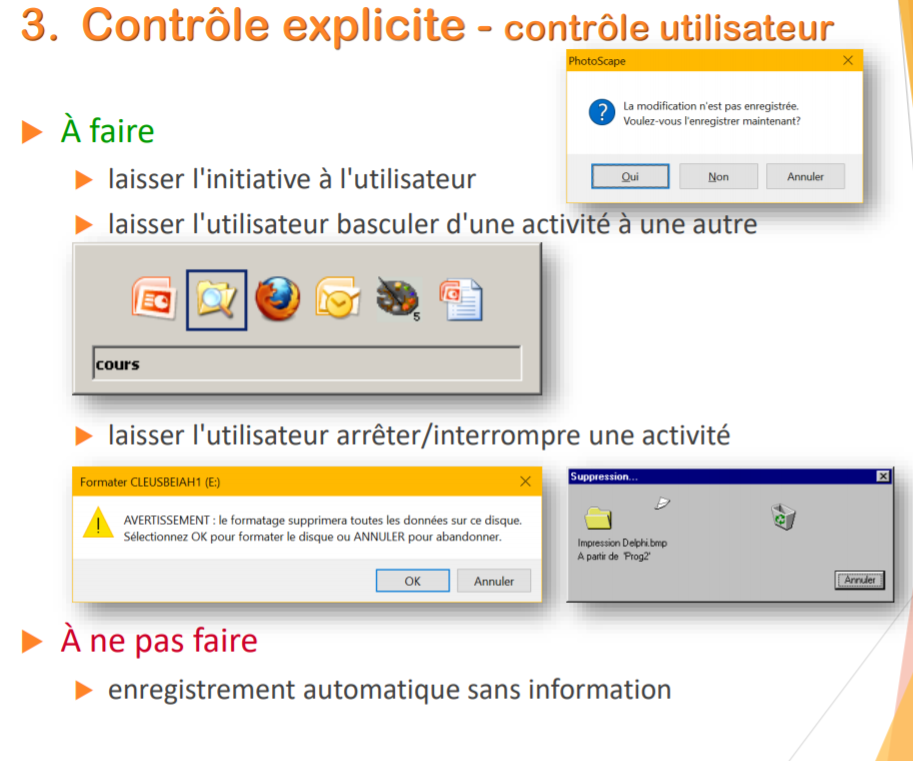 3. Contrôle explicite - contrôle utilisateur
PhotoScape
La modification n'est pas enregistrée.
Voulez-vous l'enregistrer maintenant?
Oui
Non
Annuler
À faire
laisser l'initiative à l'utilisateur
laisser l'utilisateur basculer d'une activité à une autre
5
cours
laisser l'utilisateur arrêter/interrompre une activité
Formater CLEUSBEIAH1 (E:)
AVERTISSEMENT : le formatage supprimera toutes les données sur ce disque.
Sélectionnez OK pour formater le disque ou ANNULER pour abandonner.
OK
Annuler
Suppression...
Impression Delphi.bmp
A partir de 'Prog2'
Annuler
À ne pas faire
enregistrement automatique sans information